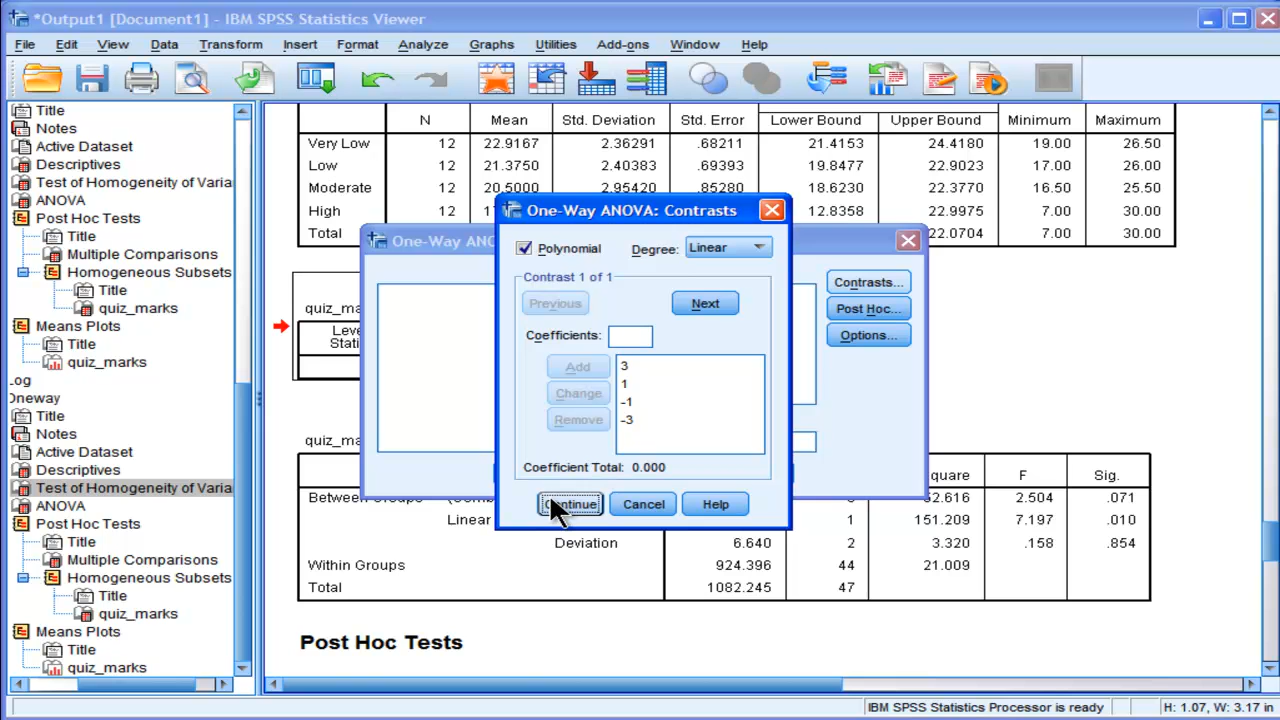 *Output1 [Document1] - IBM SPSS Statistics Viewer
File Edit View Data Transform Insert Format Analyze Graphs Utilities Add-ons Window Help
Title
Notes
Active Dataset
Descriptives
Test of Homogeneity of Varia
ANOVA
Post Hoc Tests
Title
Multiple Comparisons
Homogeneous Subsets
Title
quiz_marks
Means Plots
Title
quiz_marks
Log
Oneway
Title
Notes
Active Dataset
Descriptives
Test of Homogeneity of Varia
ANOVA
Post Hoc Tests
Title
Multiple Comparisons
Homogeneous Subsets
Title
quiz_marks
Means Plots
Title
quiz_marks
N Mean Std. Deviation Std. Error Lower Bound Upper Bound Minimum Maximum
Very Low 12 22.9167 2.36291 .68211 21.4153 24.4180 19.00 26.50
Low 12 21.3750 2.40383 .69393 19.8477 22.9023 17.00 26.00
Moderate 12 20.5000 2.95420 .85280 18.6230 22.3770 16.50 25.50
High 12 12.8358 22.9975 7.00 30.00
Total 22.0704 7.00 30.00
One-Way ANO
Contrasts...
Post Hoc...
Options...
One-Way ANOVA: Contrasts
Polynomial Degree: Linear
Contrast 1 of 1
Previous Next
Coefficients:
Add
Change
Remove
3
1
-1
-3
Coefficient Total: 0.000
Continue Cancel Help
quiz_ma
Leve
Stati
quiz_ma
quare F Sig.
Between Groups 2.504 .071
Linear 1 151.209 7.197 .010
Deviation 6.640 2 3.320 .158 .854
Within Groups 924.396 44 21.009
Total 1082.245 47
Post Hoc Tests
IBM SPSS Statistics Processor is ready H: 1.07, W: 3.17 in